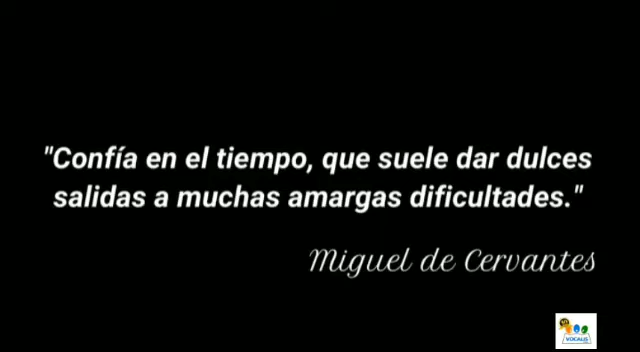 "Confía en el tiempo, que suele dar dulces
salidas a muchas amargas dificultades."
Miguel de Cervantes
VOCALIS